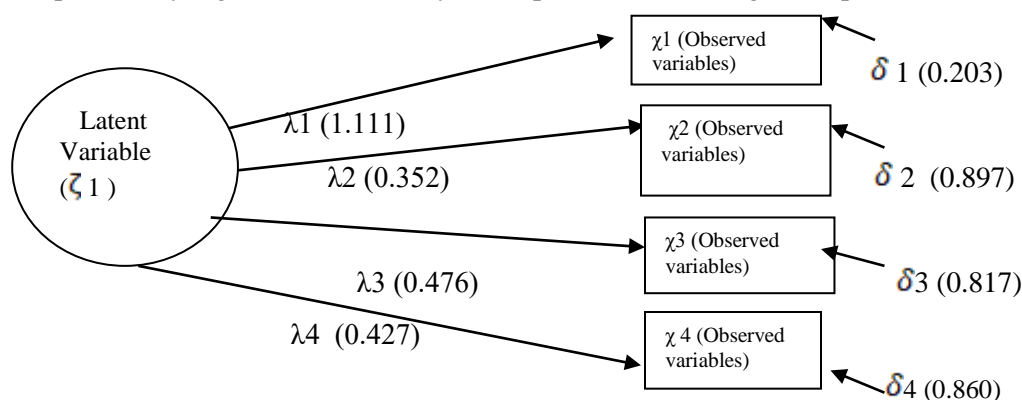 χ1 (Observed
variables)
δ 1 (0.203)
Latent
Variable
(ζ 1 )
λ1 (1.111)
χ2 (Observed
variables)
λ2 (0.352)
δ 2 (0.897)
χ3 (Observed
variables)
λ3 (0.476)
δ3 (0.817)
λ4 (0.427)
χ 4 (Observed
variables)
δ4 (0.860)